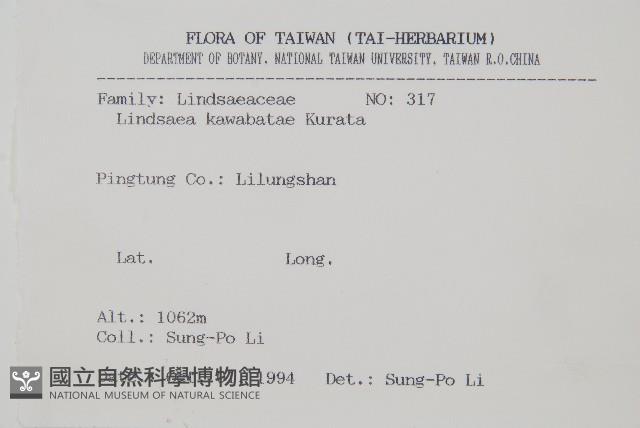 FLORA OF TAIWAN (TAI-HERBARIUM)
DEPARTMENT OF BOTANY, NATIONAL TAIWAN UNIVERSITY, TAIWAN R.O.CHINA
Family: Lindsaeaceae NO: 317
Lindsaea kawabatae Kurata
Pingtung Co.: Lilungshan
Lat. Long.
Alt.: 1062m
Coll.: Sung-Po Li
1994 Det.: Sung-Po Li
國立自然科學博物館
NATIONAL MUSEUM OF NATURAL SCIENCE